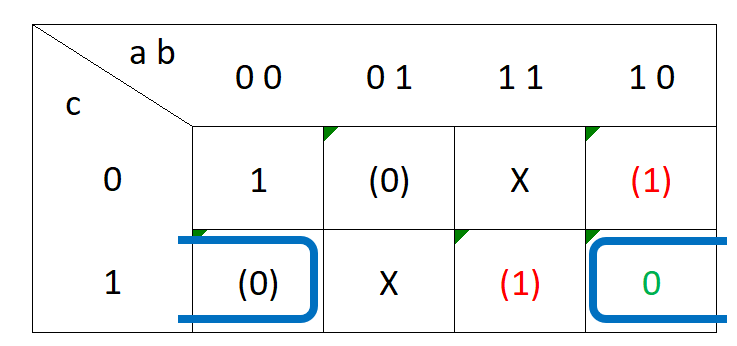 a b
c
0 0 0 1 1 1 1 0
0 1 (0) X (1)
1 (0) X (1) 0